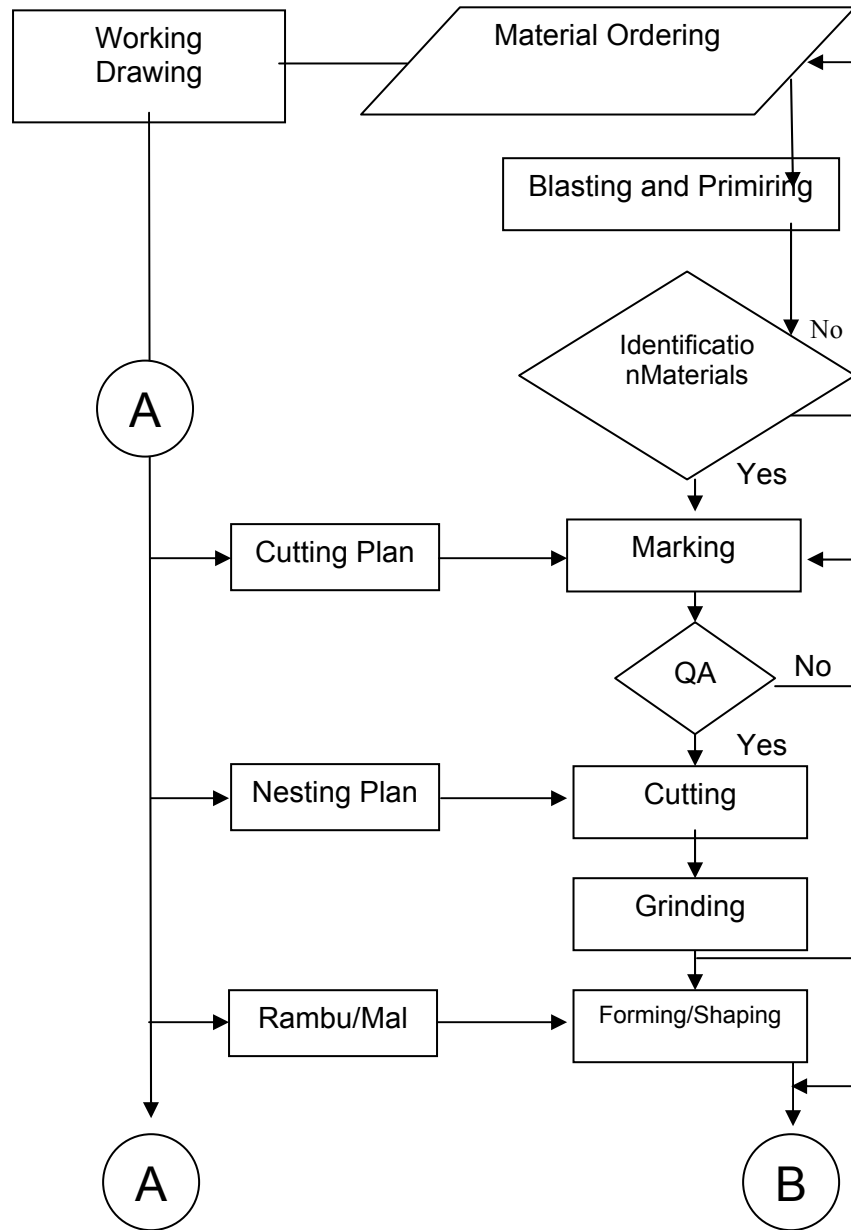 Working
Drawing
Material Ordering
Blasting and Primiring
No
Identificatio
nMaterials
A
Yes
Cutting Plan
Marking
QA
No
Yes
Nesting Plan
Cutting
Grinding
Rambu/Mal
Forming/Shaping
A
B